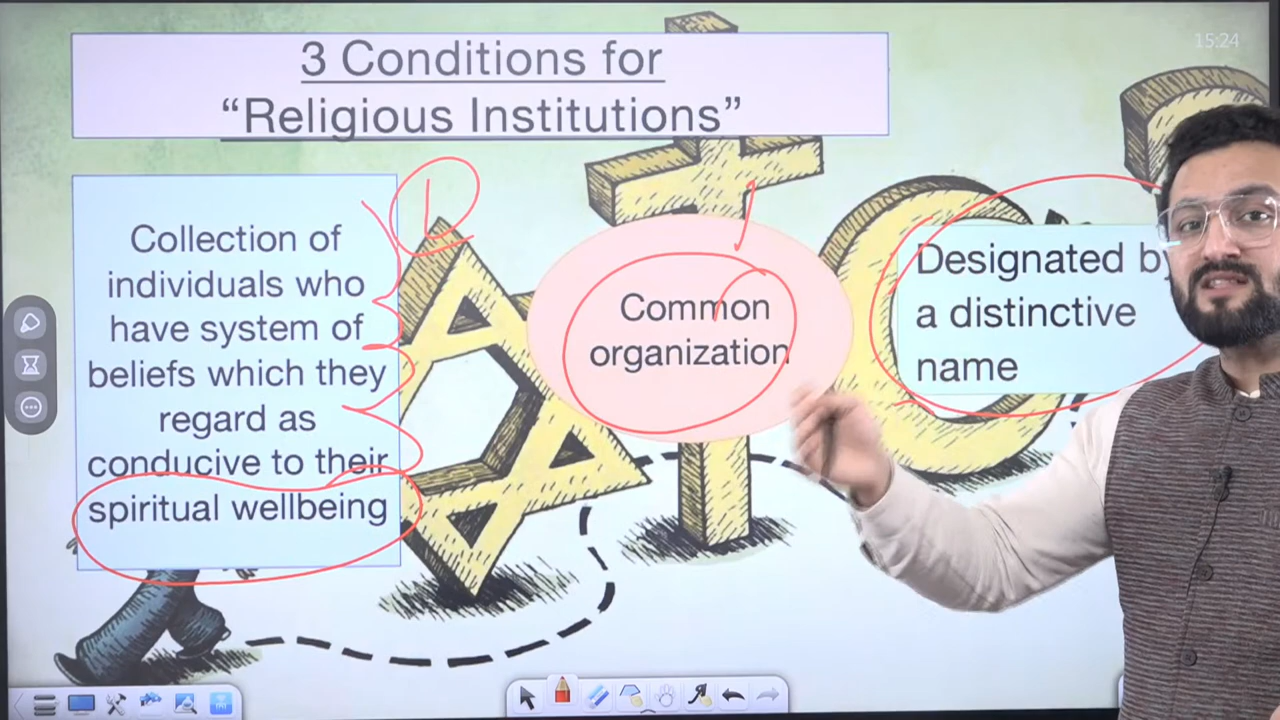 15:24
3 Conditions for
“Religious Institutions”
Collection of
individuals who
have system of
beliefs which they
regard as
conducive to their
spiritual wellbeing
Common
organization
Designated by
a distinctive
name